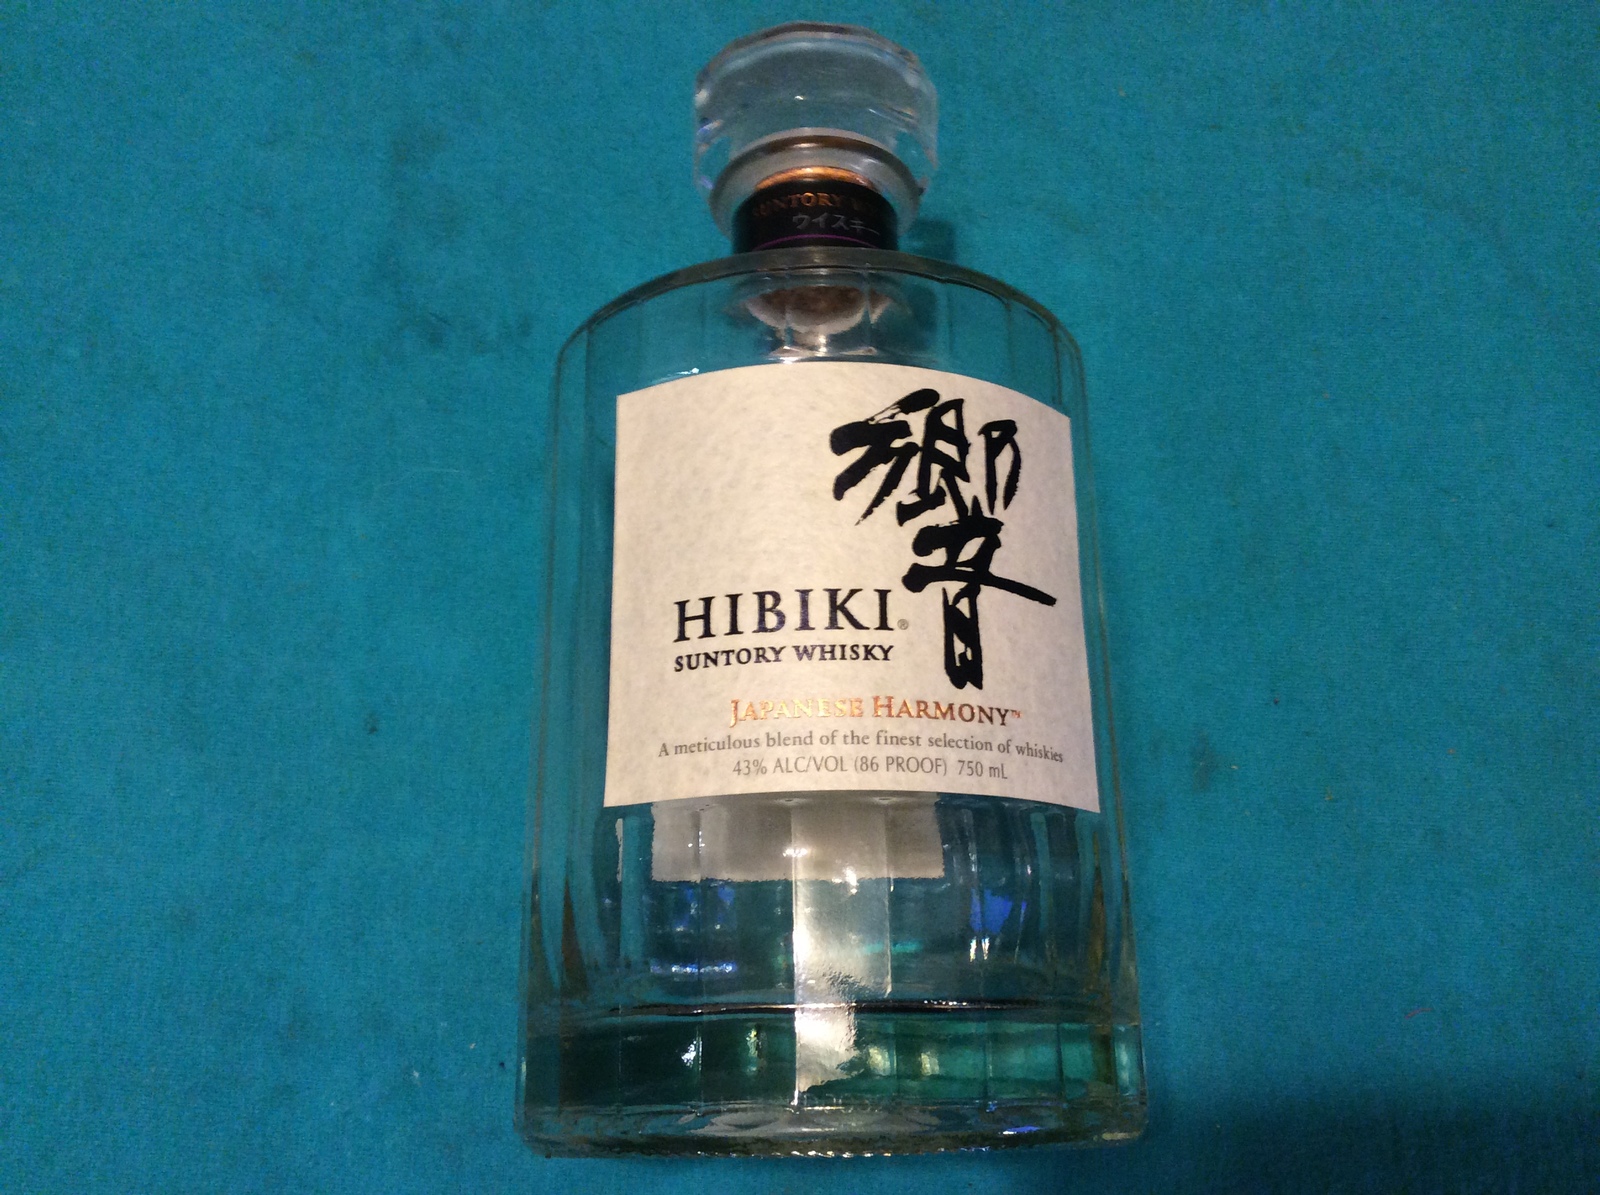 SUNTORY
ウイスキー
響
HIBIKI®
SUNTORY WHISKY
JAPANESE HARMONY™
A meticulous blend of the finest selection of whiskies
43% ALC/VOL (86 PROOF) 750 mL